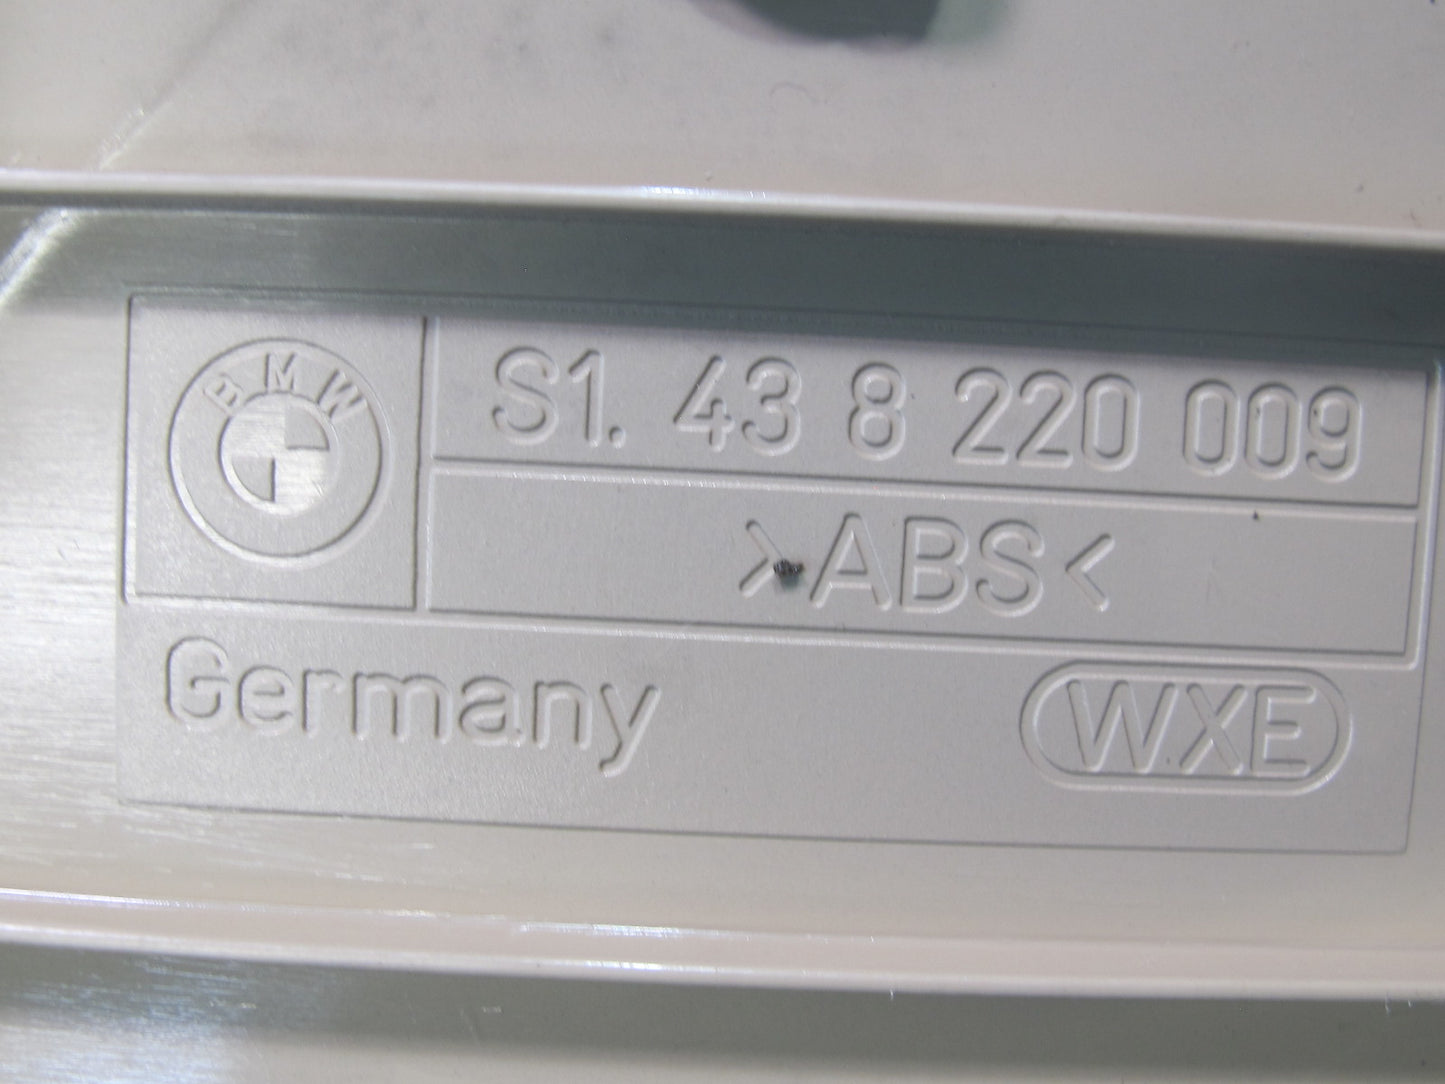 BMW
S1. 43 8 220 009
>ABS<
Germany
WXE